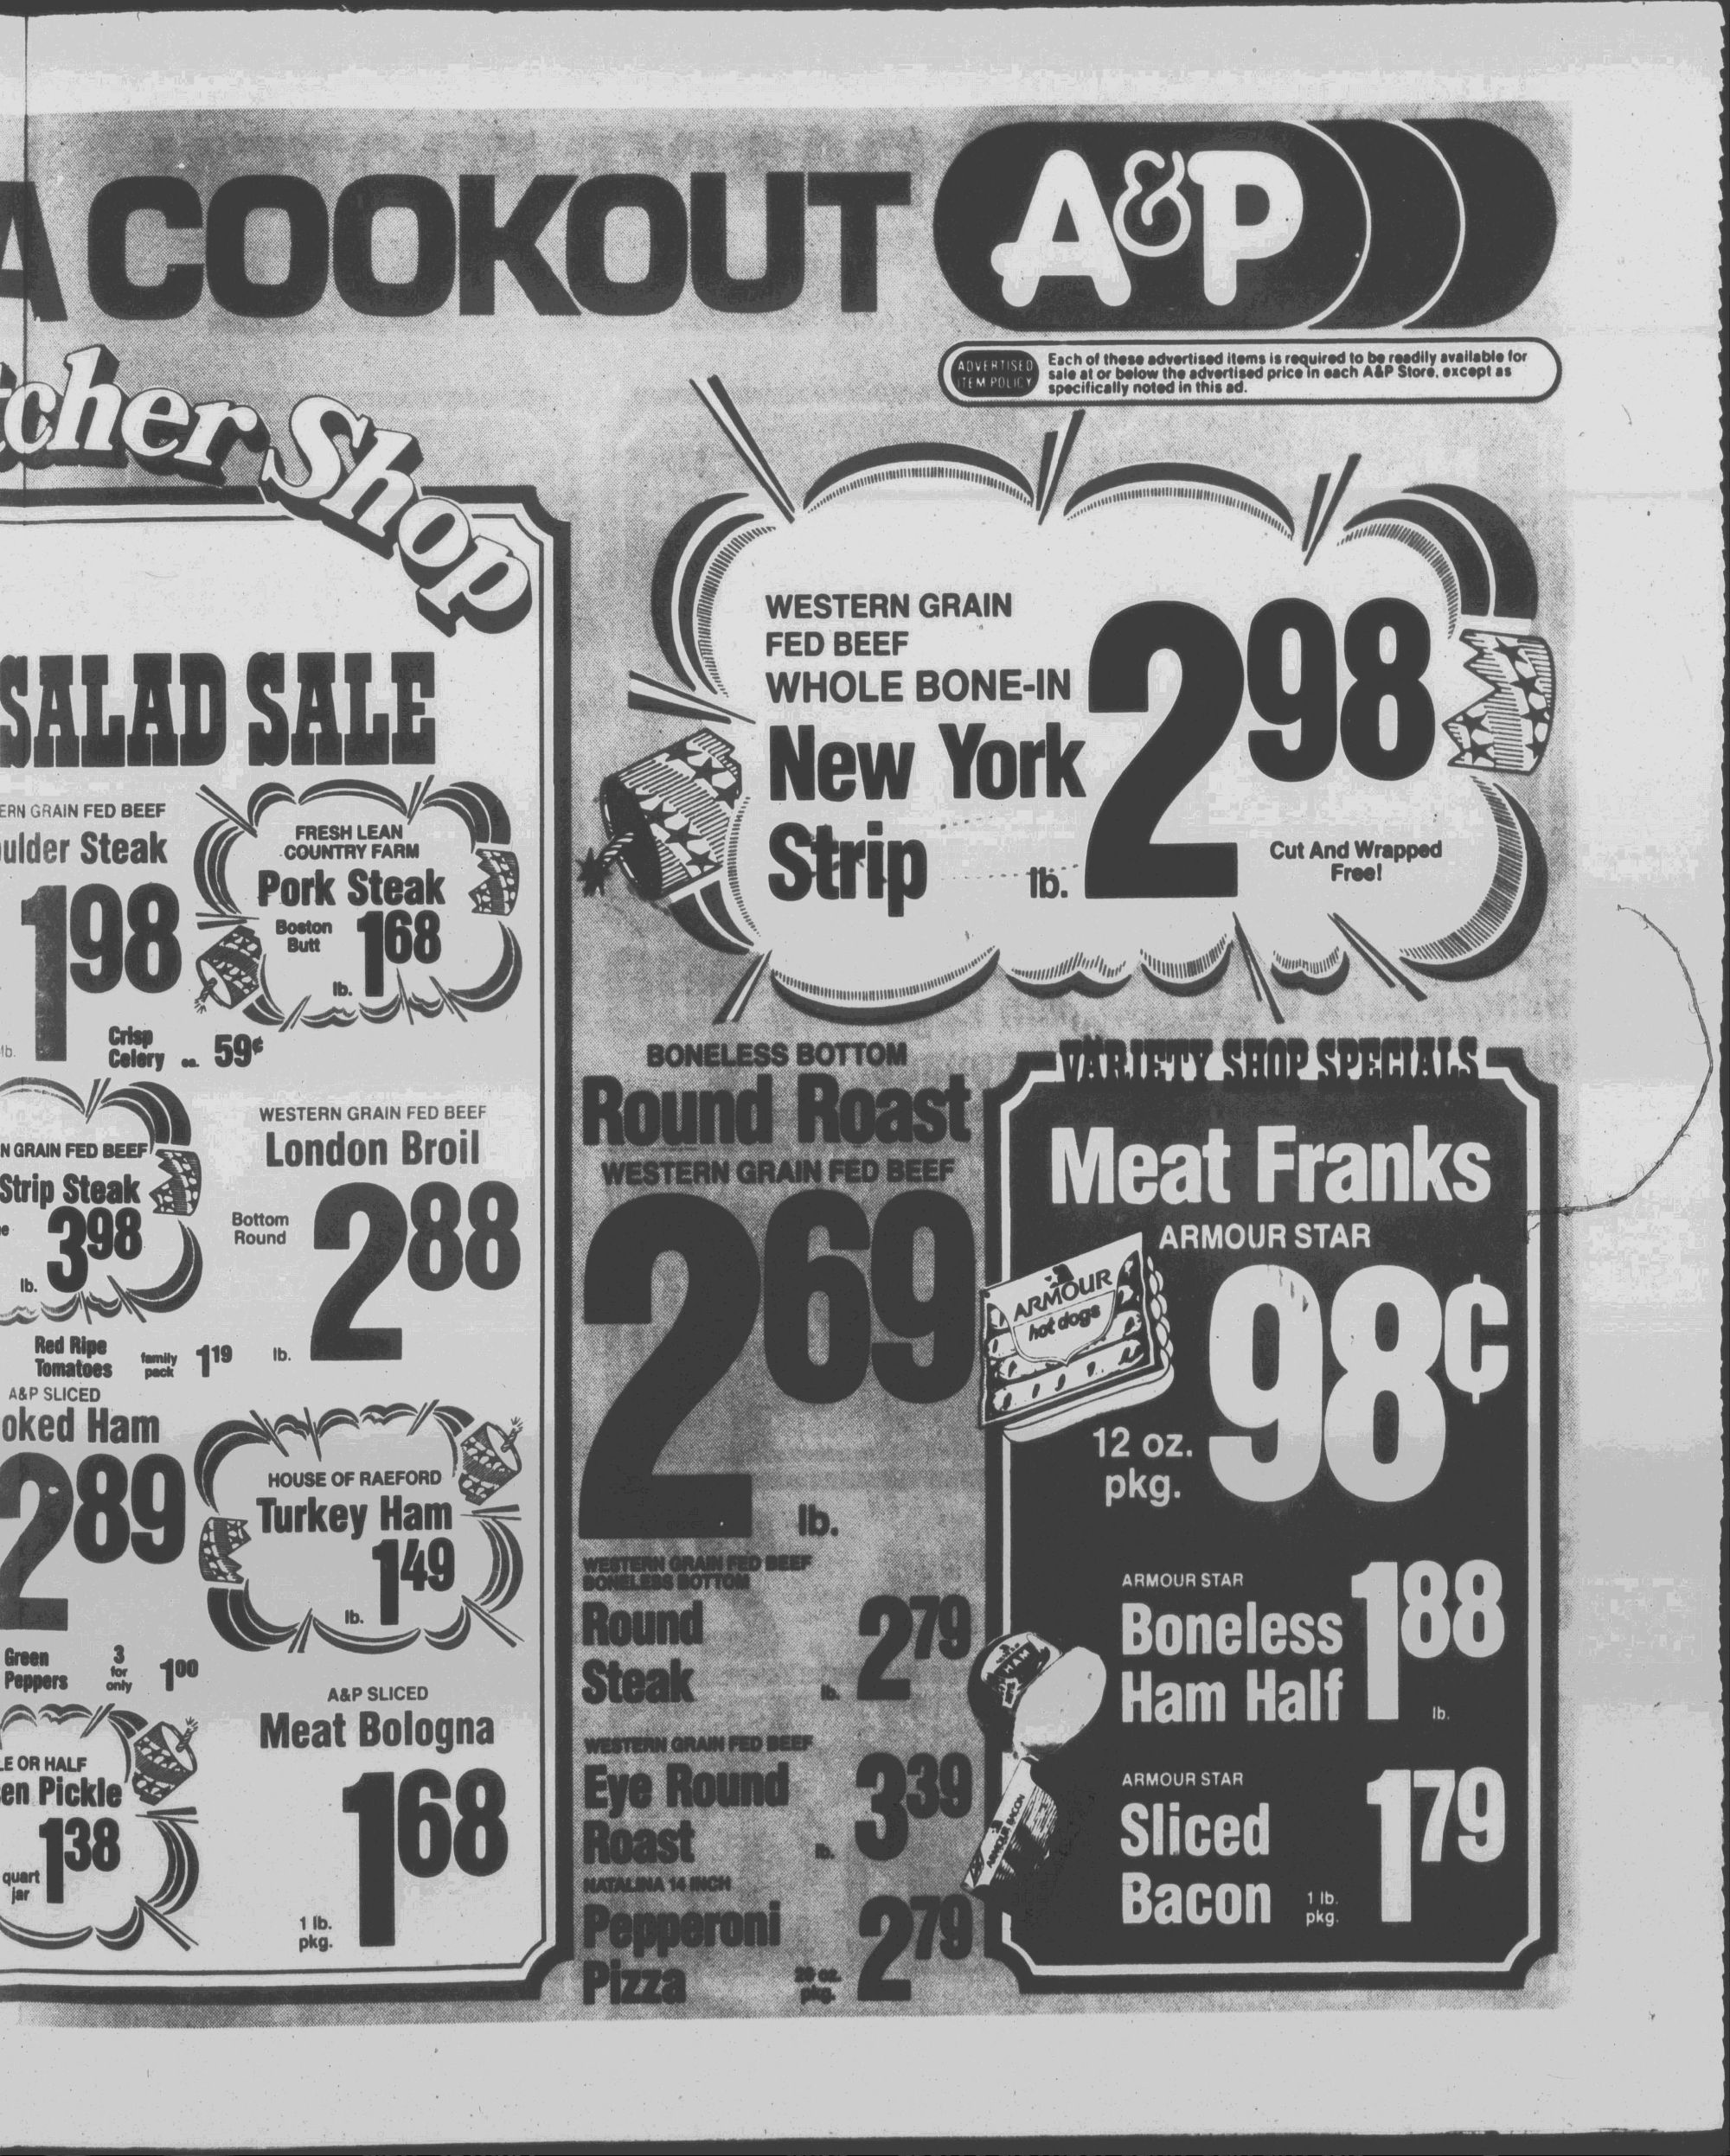 A COOKOUT
A&P
ADVERTISED
ITEM POLICY
Each of these advertised items is required to be readily available for
sale at or below the advertised price in each A&P Store, except as
specifically noted in this ad.
tcher Shop
SALAD SALE
ERN GRAIN FED BEEF
oulder Steak
1 98
lb.
FRESH LEAN
COUNTRY FARM
Pork Steak
Boston
Butt
lb.
1 68
Crisp
Celery ea. 59¢
N GRAIN FED BEEF
Strip Steak
lb.
3 98
WESTERN GRAIN FED BEEF
London Broil
Bottom
Round
lb.
2 88
Red Ripe
Tomatoes
family
pack
1 19
A&P SLICED
oked Ham
2 89
HOUSE OF RAEFORD
Turkey Ham
lb.
1 49
Green
Peppers
3
for
only
1 00
LE OR HALF
en Pickle
quart
jar
1 38
A&P SLICED
Meat Bologna
1 lb.
pkg.
1 68
WESTERN GRAIN
FED BEEF
WHOLE BONE-IN
New York
Strip
lb.
2 98
Cut And Wrapped
Free!
BONELESS BOTTOM
Round Roast
WESTERN GRAIN FED BEEF
2 69
lb.
WESTERN GRAIN FED BEEF
BONELESS BOTTOM
Round
Steak
lb.
2 79
WESTERN GRAIN FED BEEF
Eye Round
Roast
lb.
3 39
NATALINA 14 INCH
Pepperoni
Pizza
20 oz.
pkg.
2 79
VARIETY SHOP SPECIALS
Meat Franks
ARMOUR STAR
ARMOUR
hot dogs
12 oz.
pkg.
98¢
ARMOUR STAR
Boneless
Ham Half
1 88
lb.
HAM
ARMOUR STAR
Sliced
Bacon
1 lb.
pkg.
1 79
ARMOUR BACON